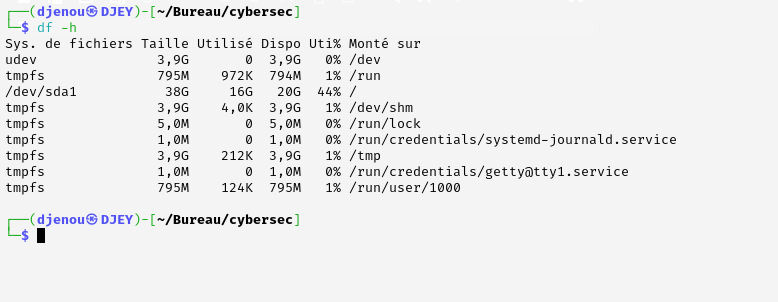 ┌──(djenou㉿DJEY)-[~/Bureau/cybersec]
└─$ df -h
Sys. de fichiers Taille Utilisé Dispo Uti% Monté sur
udev               3,9G       0  3,9G   0% /dev
tmpfs              795M    972K  794M   1% /run
/dev/sda1           38G     16G   20G  44% /
tmpfs              3,9G    4,0K  3,9G   1% /dev/shm
tmpfs              5,0M       0  5,0M   0% /run/lock
tmpfs              1,0M       0  1,0M   0% /run/credentials/systemd-journald.service
tmpfs              3,9G    212K  3,9G   1% /tmp
tmpfs              1,0M       0  1,0M   0% /run/credentials/getty@tty1.service
tmpfs              795M    124K  795M   1% /run/user/1000
┌──(djenou㉿DJEY)-[~/Bureau/cybersec]
└─$